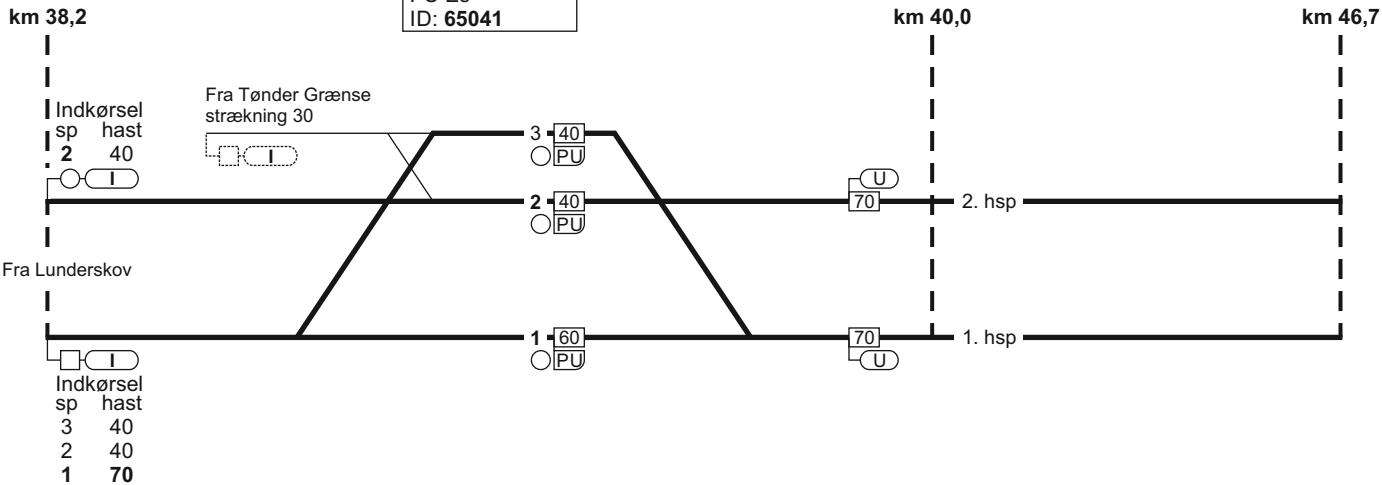 ID: 65041
km 38,2
km 40,0
km 46,7
Indkørsel
sp hast
2 40
I
Fra Tønder Grænse
strækning 30
I
3 40
PU
2 40
PU
U
70
2. hsp
Fra Lunderskov
1 60
PU
70
U
1. hsp
I
Indkørsel
sp hast
3 40
2 40
1 70